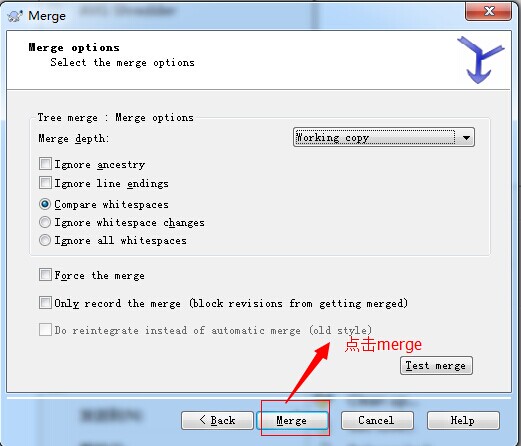 Merge
Merge options
Select the merge options
Tree merge : Merge options
Merge depth:
Working copy
Ignore ancestry
Ignore line endings
Compare whitespaces
Ignore whitespace changes
Ignore all whitespaces
Force the merge
Only record the merge (block revisions from getting merged)
Do reintegrate instead of automatic merge (old style)
点击merge
Test merge
< Back
Merge
Cancel
Help